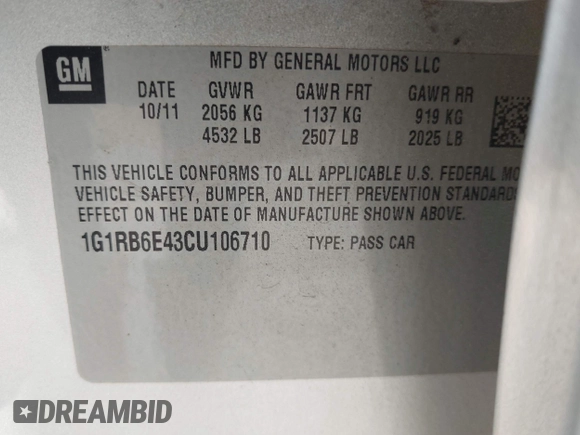 GM
MFD BY GENERAL MOTORS LLC
DATE GVWR GAWR FRT GAWR RR
10/11 2056 KG 1137 KG 919 KG
4532 LB 2507 LB 2025 LB
THIS VEHICLE CONFORMS TO ALL APPLICABLE U.S. FEDERAL MO
VEHICLE SAFETY, BUMPER, AND THEFT PREVENTION STANDARDS
EFFECT ON THE DATE OF MANUFACTURE SHOWN ABOVE.
1G1RB6E43CU106710 TYPE: PASS CAR
DREAMBID